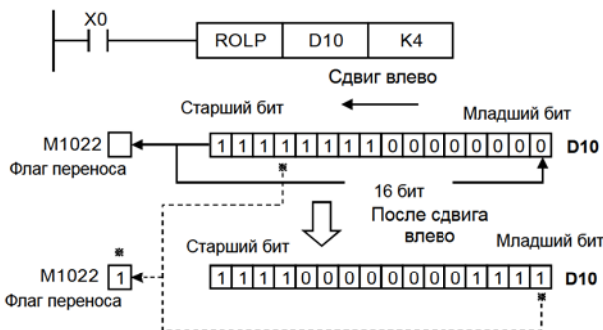 X0
ROLP D10 K4
Сдвиг влево
Старший бит Младший бит
M1022 1 1 1 1 1 1 1 1 0 0 0 0 0 0 0 0 D10
Флаг переноса
※
16 бит
После сдвига
влево
※ Старший бит Младший бит
M1022 1 1 1 1 1 0 0 0 0 0 0 0 0 1 1 1 1 D10
Флаг переноса ※